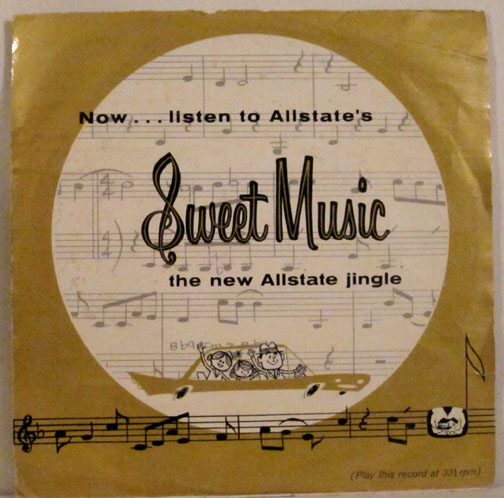 Now...listen to Allstate's
Sweet Music
the new Allstate jingle
(Play this record at 33⅓ rpm)